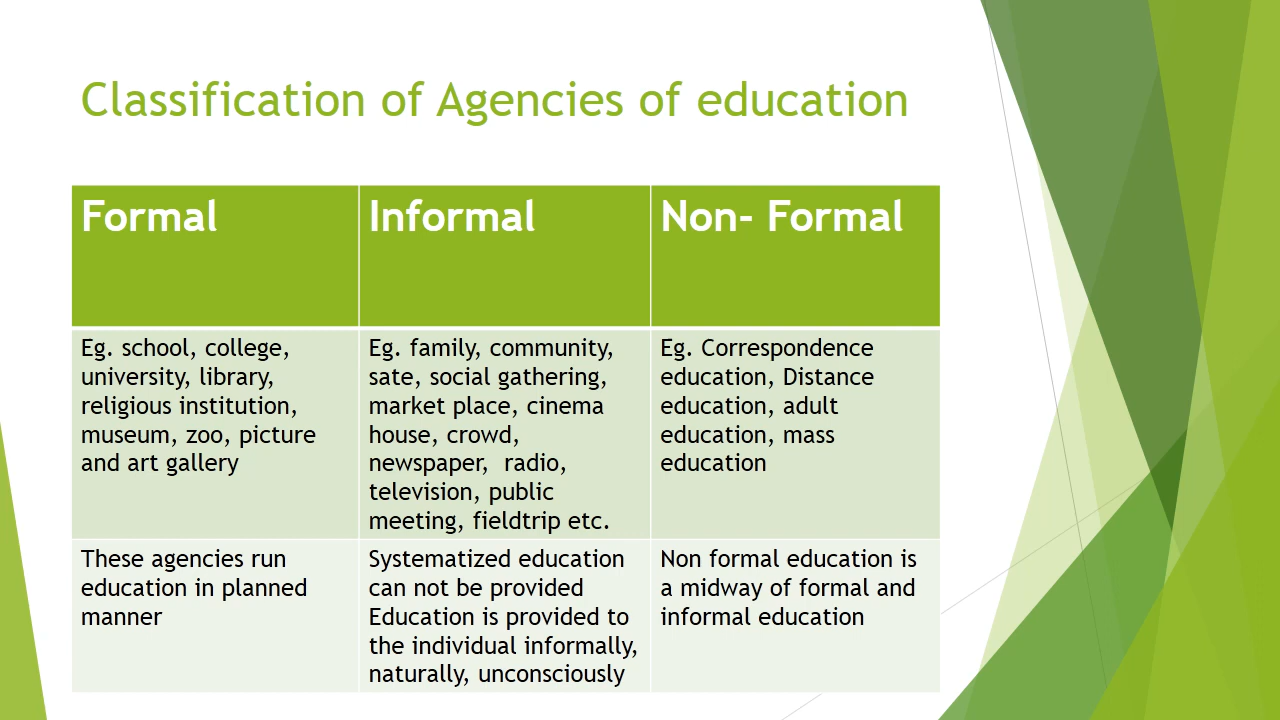 Classification of Agencies of education
Formal
Informal
Non- Formal
Eg. school, college,
university, library,
religious institution,
museum, zoo, picture
and art gallery
Eg. family, community,
sate, social gathering,
market place, cinema
house, crowd,
newspaper,  radio,
television, public
meeting, fieldtrip etc.
Eg. Correspondence
education, Distance
education, adult
education, mass
education
These agencies run
education in planned
manner
Systematized education
can not be provided
Education is provided to
the individual informally,
naturally, unconsciously
Non formal education is
a midway of formal and
informal education